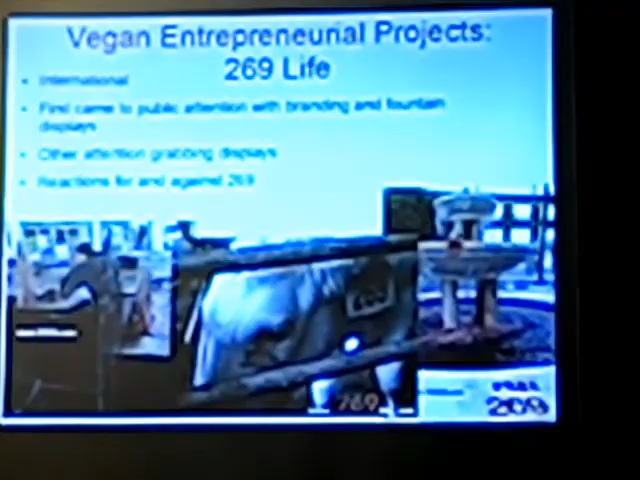 Vegan Entrepreneurial Projects:
269 Life
• International
• First came to public attention with branding and fountain
displays
• Other attention grabbing displays
• Reactions for and against 269
269
269